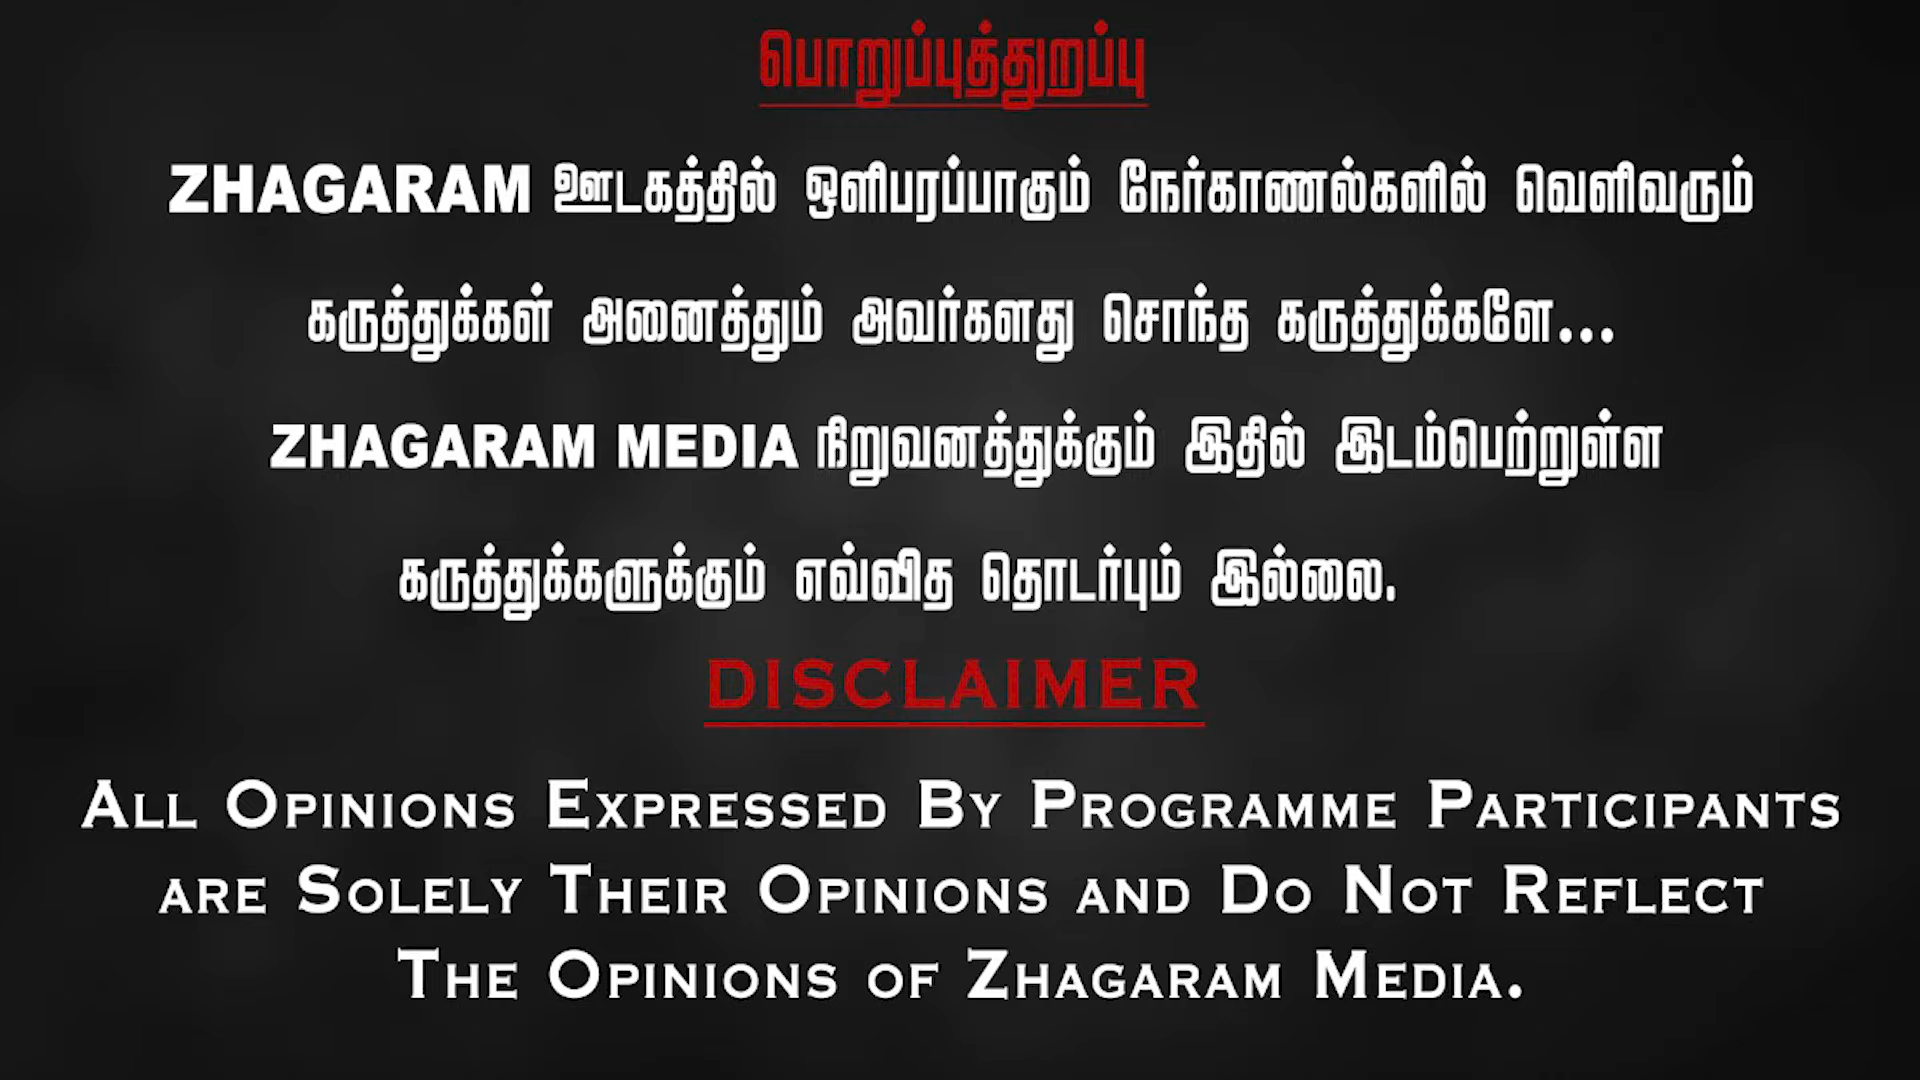 பொறுப்புத்துறப்பு
ZHAGARAM ஊடகத்தில் ஒளிபரப்பாகும் நேர்காணல்களில் வெளிவரும்
கருத்துக்கள் அனைத்தும் அவர்களது சொந்த கருத்துக்களே...
ZHAGARAM MEDIA நிறுவனத்துக்கும் இதில் இடம்பெற்றுள்ள
கருத்துக்களுக்கும் எவ்வித தொடர்பும் இல்லை.
DISCLAIMER
All Opinions Expressed By Programme Participants
are Solely Their Opinions and Do Not Reflect
The Opinions of Zhagaram Media.